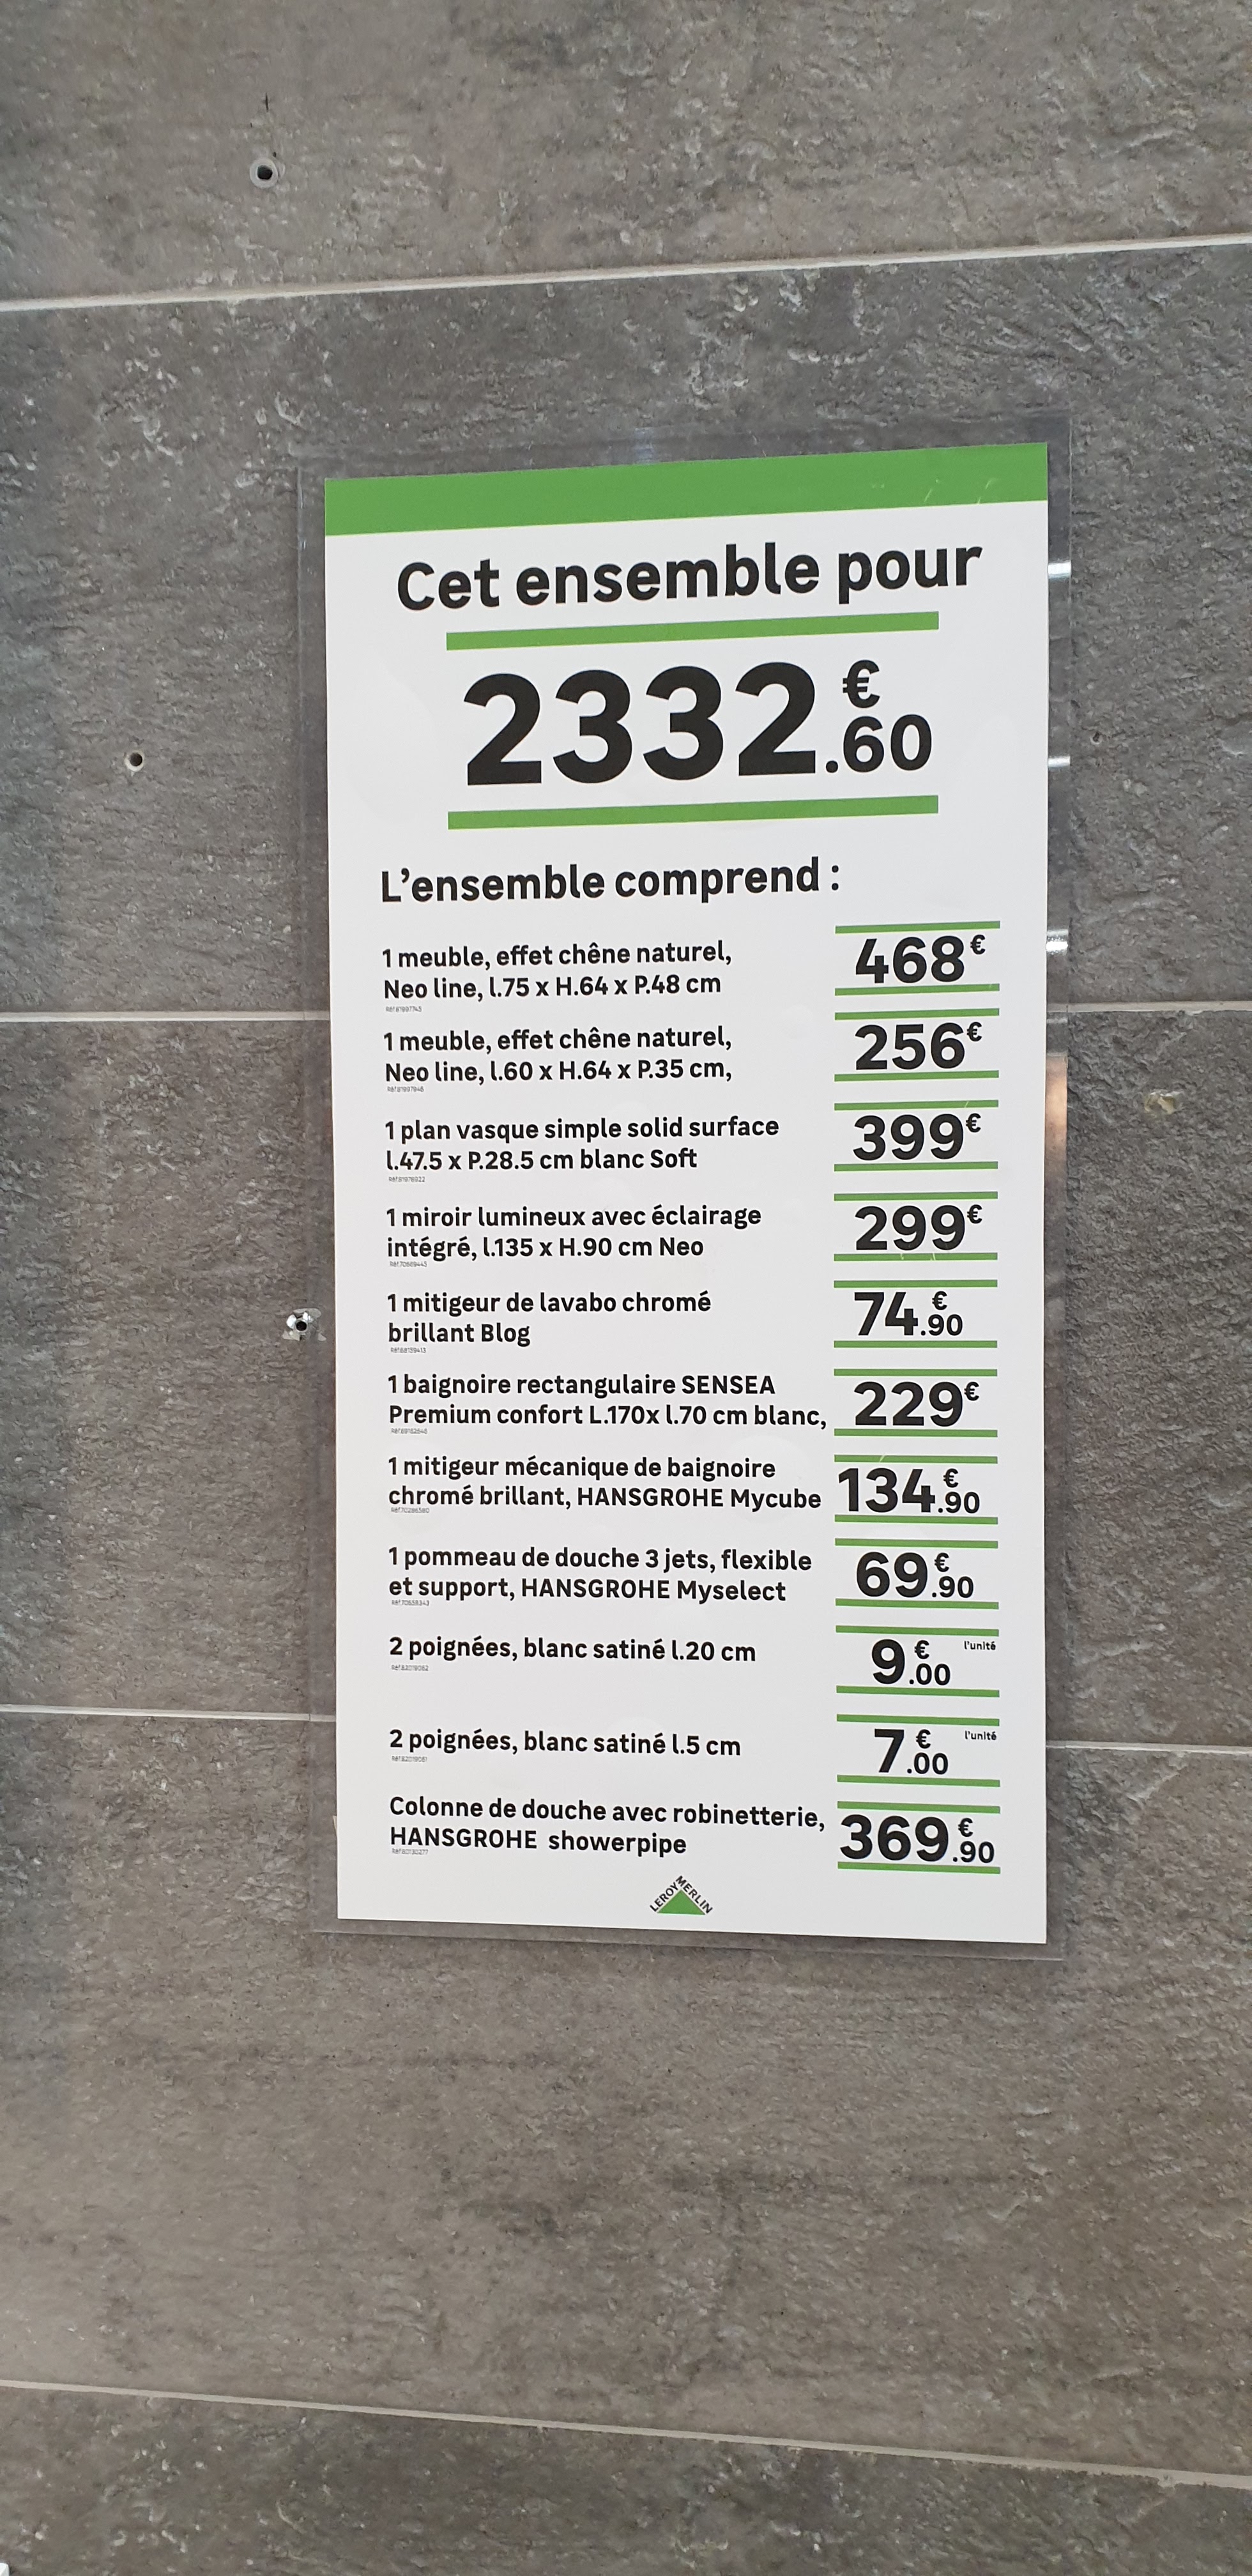 Cet ensemble pour
2332.€60
L'ensemble comprend :
1 meuble, effet chêne naturel,
Neo line, l.75 x H.64 x P.48 cm
468€
1 meuble, effet chêne naturel,
Neo line, l.60 x H.64 x P.35 cm,
256€
1 plan vasque simple solid surface
l.47.5 x P.28.5 cm blanc Soft
399€
1 miroir lumineux avec éclairage
intégré, l.135 x H.90 cm Neo
299€
1 mitigeur de lavabo chromé
brillant Blog
74.€90
1 baignoire rectangulaire SENSEA
Premium confort L.170x l.70 cm blanc,
229€
1 mitigeur mécanique de baignoire
chromé brillant, HANSGROHE Mycube
134.€90
1 pommeau de douche 3 jets, flexible
et support, HANSGROHE Myselect
69.€90
2 poignées, blanc satiné l.20 cm
9.€00 l'unité
2 poignées, blanc satiné l.5 cm
7.€00 l'unité
Colonne de douche avec robinetterie,
HANSGROHE showerpipe
369.€90
LEROY MERLIN